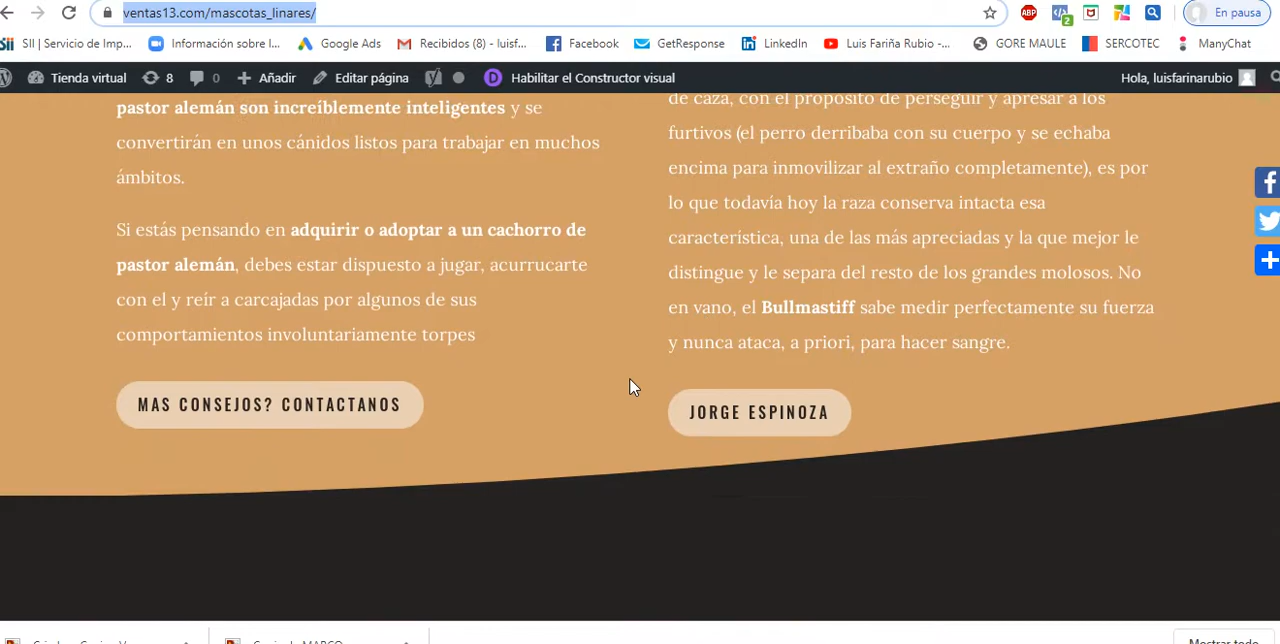 ventas13.com/mascotas_linares/
ABP
2
En pausa
SII | Servicio de Imp...
Información sobre l...
Google Ads
Recibidos (8) - luisf...
Facebook
GetResponse
LinkedIn
Luis Fariña Rubio -...
GORE MAULE
SERCOTEC
ManyChat
Tienda virtual
8
0
Añadir
Editar página
D
Habilitar el Constructor visual
Hola, luisfarinarubio
pastor alemán son increíblemente inteligentes y se
convertirán en unos cánidos listos para trabajar en muchos
ámbitos.
Si estás pensando en adquirir o adoptar a un cachorro de
pastor alemán, debes estar dispuesto a jugar, acurrucarte
con el y reír a carcajadas por algunos de sus
comportamientos involuntariamente torpes
MAS CONSEJOS? CONTACTANOS
de caza, con el propósito de perseguir y apresar a los
furtivos (el perro derribaba con su cuerpo y se echaba
encima para inmovilizar al extraño completamente), es por
lo que todavía hoy la raza conserva intacta esa
característica, una de las más apreciadas y la que mejor le
distingue y le separa del resto de los grandes molosos. No
en vano, el Bullmastiff sabe medir perfectamente su fuerza
y nunca ataca, a priori, para hacer sangre.
JORGE ESPINOZA
Mostrar todo